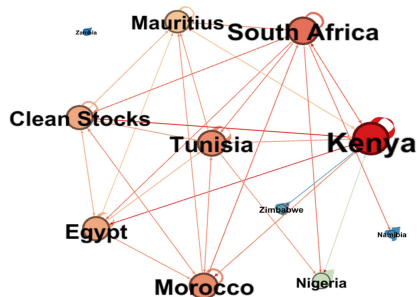 Mauritius
South Africa
Zambia
Clean Stocks
Tunisia
Kenya
Zimbabwe
Egypt
Namibia
Morocco
Nigeria